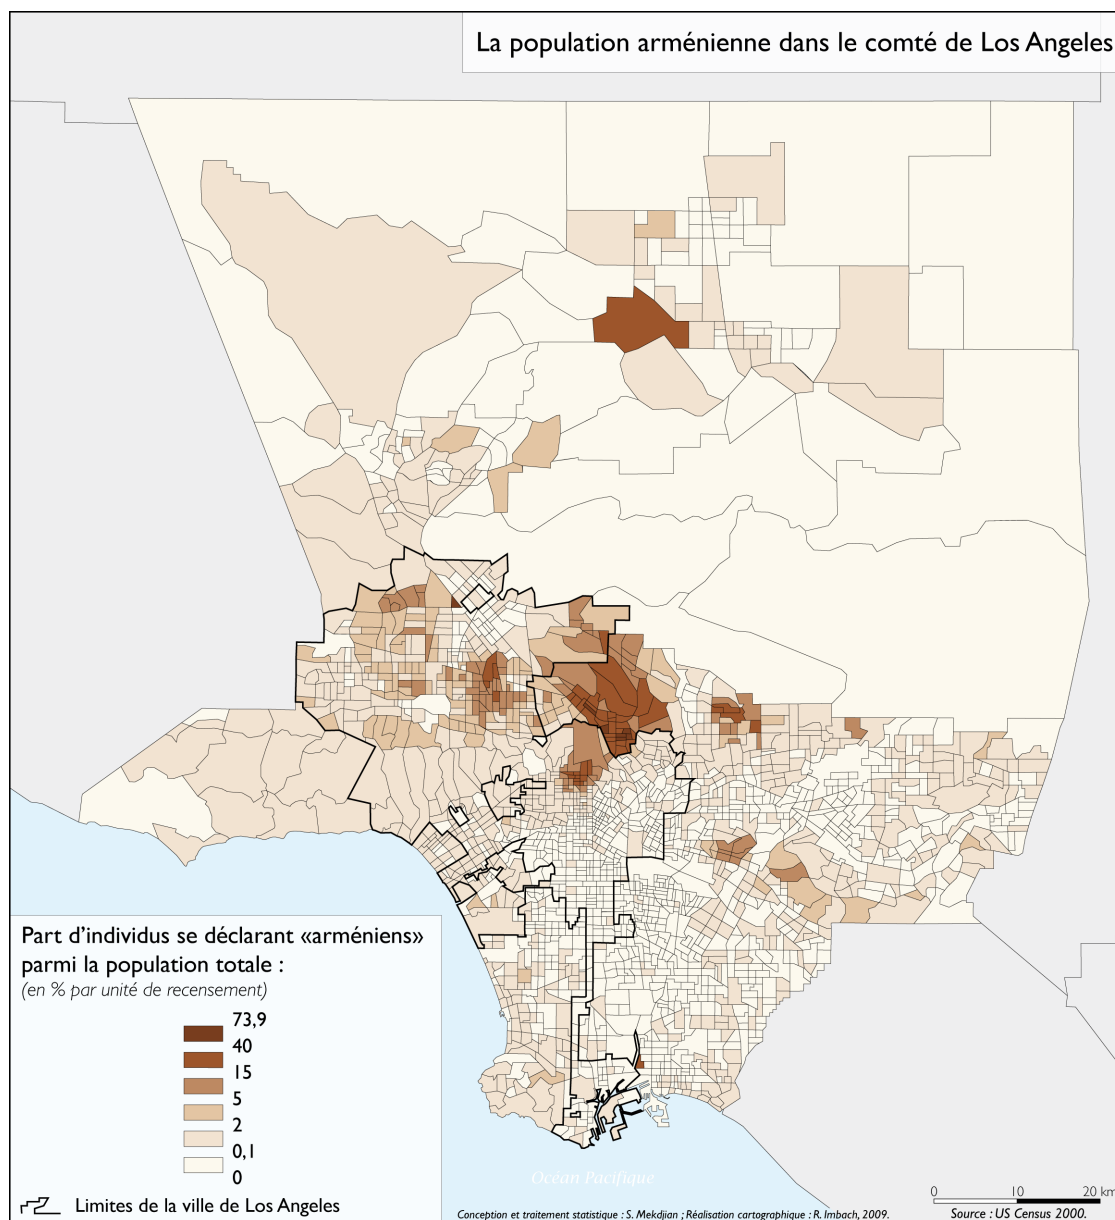 La population arménienne dans le comté de Los Angeles
Part d’individus se déclarant «arméniens»
parmi la population totale :
(en % par unité de recensement)
73,9
40
15
5
2
0,1
0
Limites de la ville de Los Angeles
Océan Pacifique
Conception et traitement statistique : S. Mekdjian ; Réalisation cartographique : R. Imbach, 2009.
0 10 20 km
Source : US Census 2000.